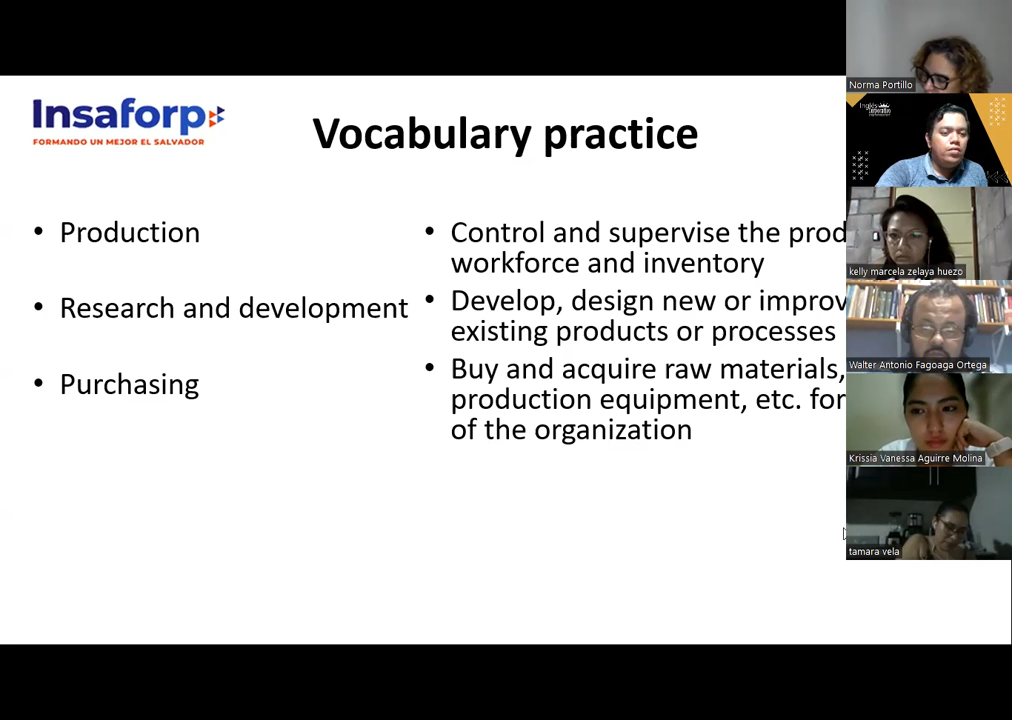 Insaforp
FORMANDO UN MEJOR EL SALVADOR
Vocabulary practice
• Production
• Research and development
• Purchasing
• Control and supervise the prod
workforce and inventory
• Develop, design new or improv
existing products or processes
• Buy and acquire raw materials,
production equipment, etc. for
of the organization
Norma Portillo
Inglés
Corporativo
kelly marcela zelaya huezo
Walter Antonio Fagoaga Ortega
Krissia Vanessa Aguirre Molina
tamara vela